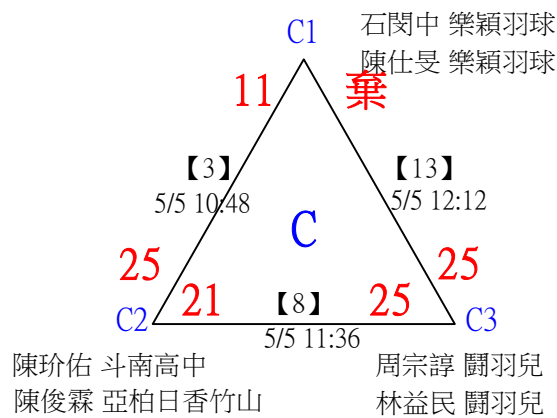 C1
石閔中 樂穎羽球
陳仕旻 樂穎羽球
11
棄
【3】
5/5 10:48
【13】
5/5 12:12
C
25
25
21
【8】
25
C2
C3
5/5 11:36
陳玠佑 斗南高中
陳俊霖 亞柏日香竹山
周宗諄 鬪羽兒
林益民 鬪羽兒